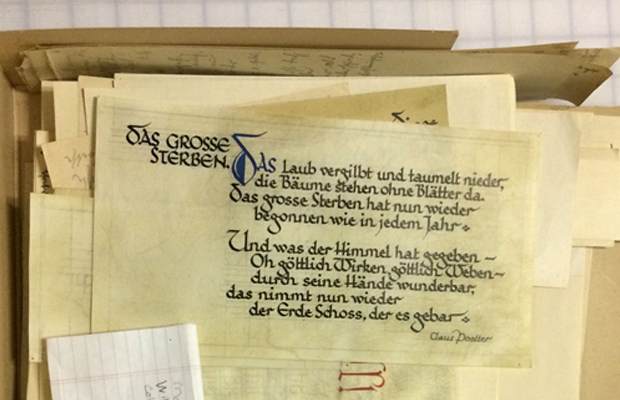 DAS GROSSE
STERBEN.
Das Laub vergilbt und taumelt nieder,
die Bäume stehen ohne Blätter da.
Das grosse Sterben hat nun wieder
begonnen wie in jedem Jahr
Und was der Himmel hat gegeben –
Oh göttlich Wirken, göttlich Weben –
durch seine Hände wunderbar,
das nimmt nun wieder
der Erde Schoss, der es gebar